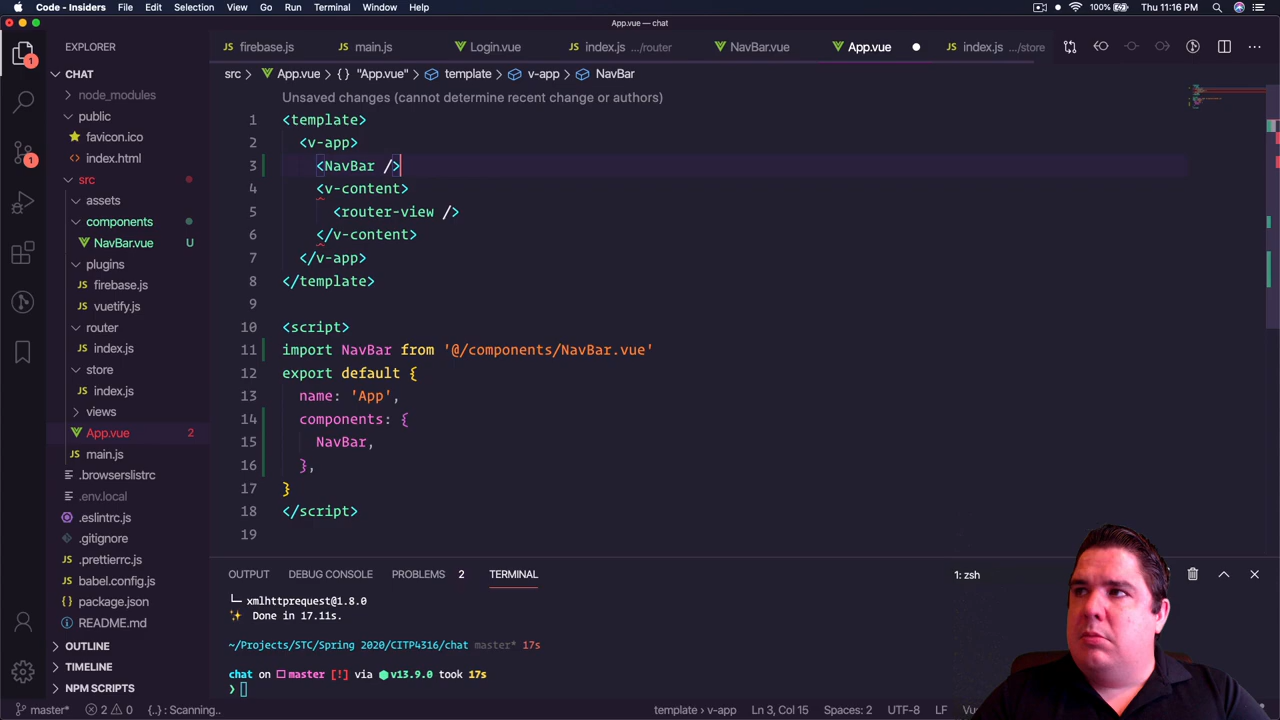 Code - Insiders File Edit Selection View Go Run Terminal Window Help
100% Thu 11:16 PM
App.vue — chat
EXPLORER
firebase.js main.js Login.vue index.js .../router NavBar.vue App.vue index.js .../store
1
CHAT
src > App.vue > {} "App.vue" > template > v-app > NavBar
node_modules
public
favicon.ico
index.html
1
src
assets
components
NavBar.vue U
plugins
firebase.js
vuetify.js
router
index.js
store
index.js
views
App.vue 2
main.js
.browserslistrc
.env.local
.eslintrc.js
.gitignore
.prettierrc.js
babel.config.js
package.json
README.md
OUTLINE
TIMELINE
NPM SCRIPTS
Unsaved changes (cannot determine recent change or authors)
1 <template>
2 <v-app>
3 <NavBar />
4 <v-content>
5 <router-view />
6 </v-content>
7 </v-app>
8 </template>
9
10 <script>
11 import NavBar from '@/components/NavBar.vue'
12 export default {
13 name: 'App',
14 components: {
15 NavBar,
16 },
17 }
18 </script>
19
OUTPUT DEBUG CONSOLE PROBLEMS 2 TERMINAL
1: zsh
└─ xmlhttprequest@1.8.0
✨ Done in 17.11s.
~/Projects/STC/Spring 2020/CITP4316/chat master* 17s
chat on master [!] via v13.9.0 took 17s
❯
master* 2 0 {..} : Scanning.. template > v-app Ln 3, Col 15 Spaces: 2 UTF-8 LF